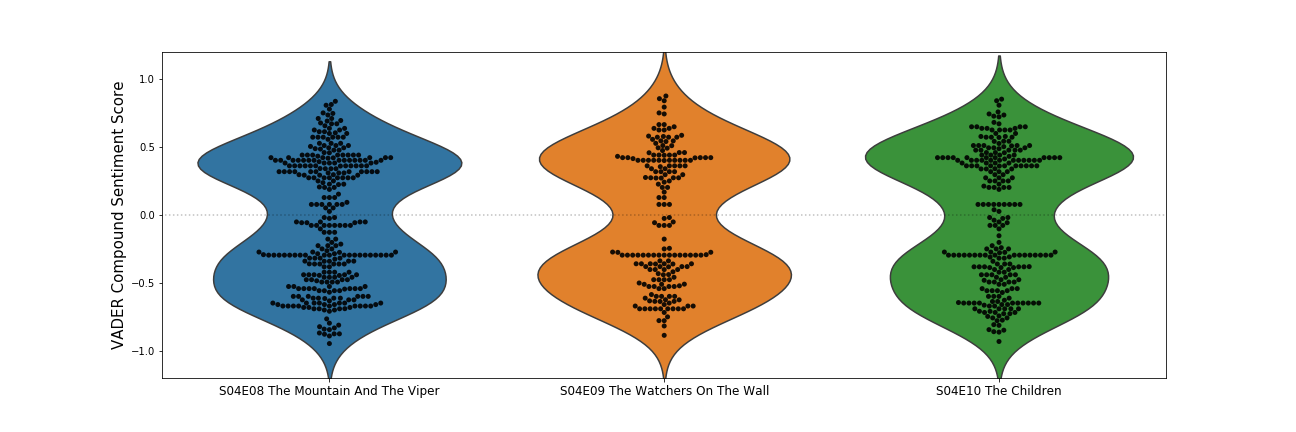 VADER Compound Sentiment Score
1.0
0.5
0.0
−0.5
−1.0
S04E08 The Mountain And The Viper
S04E09 The Watchers On The Wall
S04E10 The Children